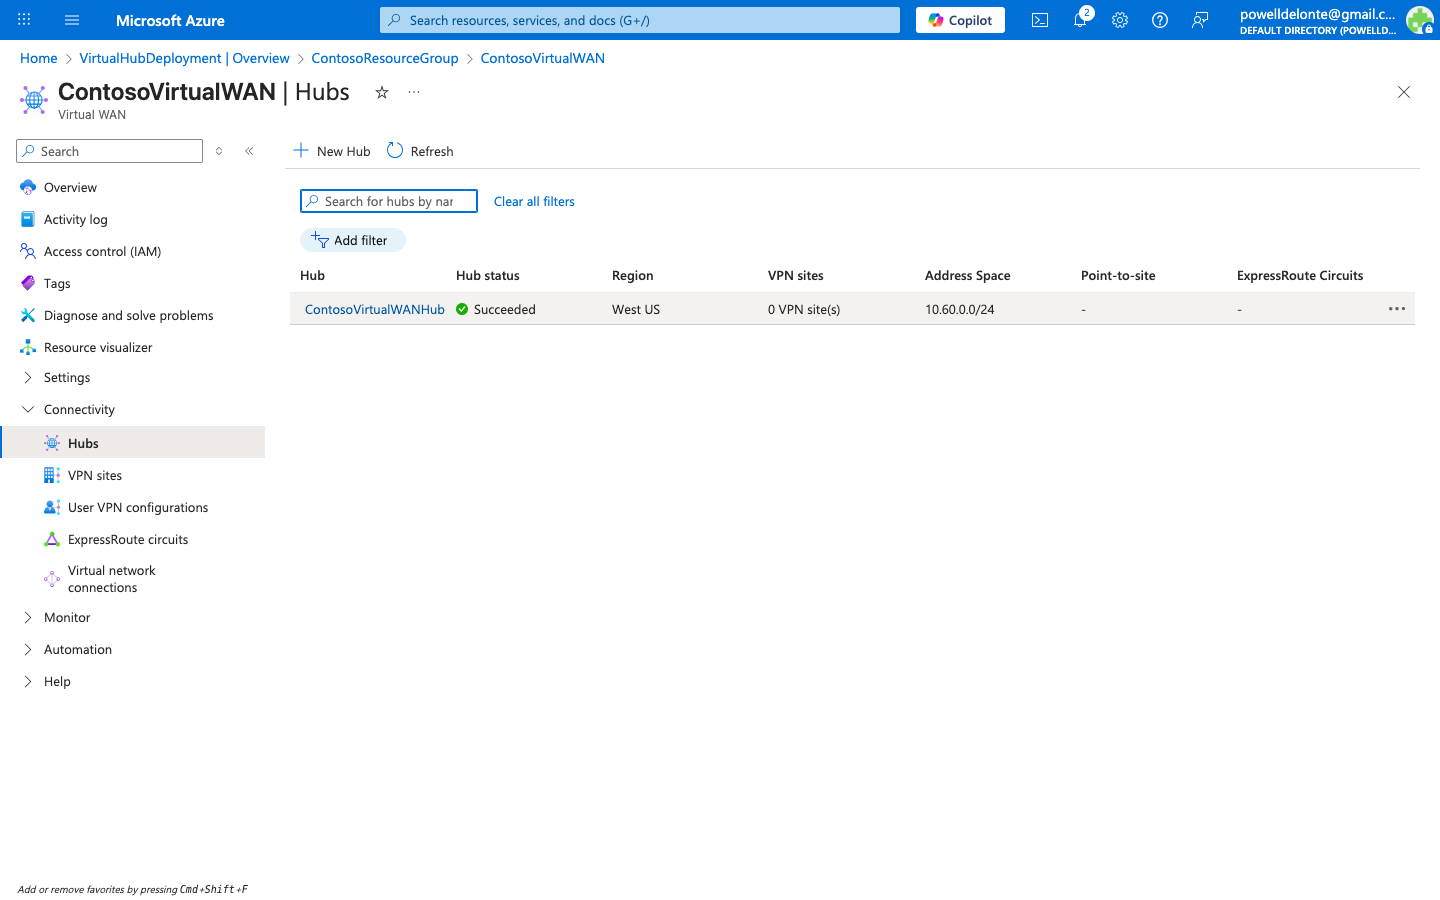 Microsoft Azure
Search resources, services, and docs (G+/)
Copilot
2
powelldelonte@gmail.c...
DEFAULT DIRECTORY (POWELLD...
Home > VirtualHubDeployment | Overview > ContosoResourceGroup > ContosoVirtualWAN
ContosoVirtualWAN | Hubs
Virtual WAN
Search
New Hub
Refresh
Overview
Activity log
Access control (IAM)
Tags
Diagnose and solve problems
Resource visualizer
Settings
Connectivity
Hubs
VPN sites
User VPN configurations
ExpressRoute circuits
Virtual network
connections
Monitor
Automation
Help
Search for hubs by nar
Clear all filters
Add filter
Hub Hub status Region VPN sites Address Space Point-to-site ExpressRoute Circuits
ContosoVirtualWANHub Succeeded West US 0 VPN site(s) 10.60.0.0/24 - -
Add or remove favorites by pressing Cmd+Shift+F